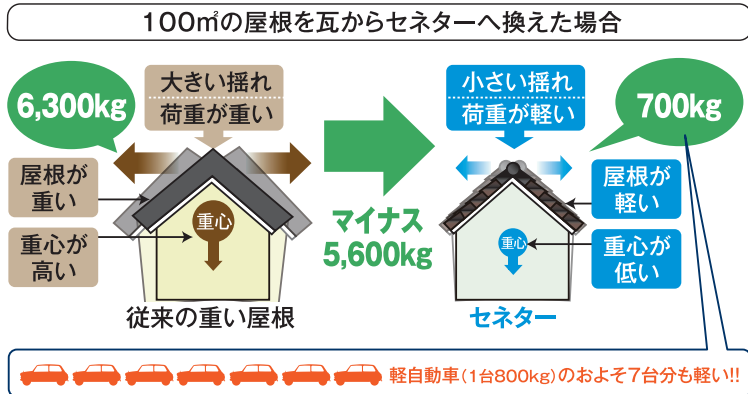 100㎡の屋根を瓦からセネターへ換えた場合
6,300kg
大きい揺れ
荷重が重い
小さい揺れ
荷重が軽い
700kg
屋根が
重い
重心が
高い
重心
マイナス
5,600kg
重心
屋根が
軽い
重心が
低い
従来の重い屋根
セネター
軽自動車(1台800kg)のおよそ7台分も軽い!!